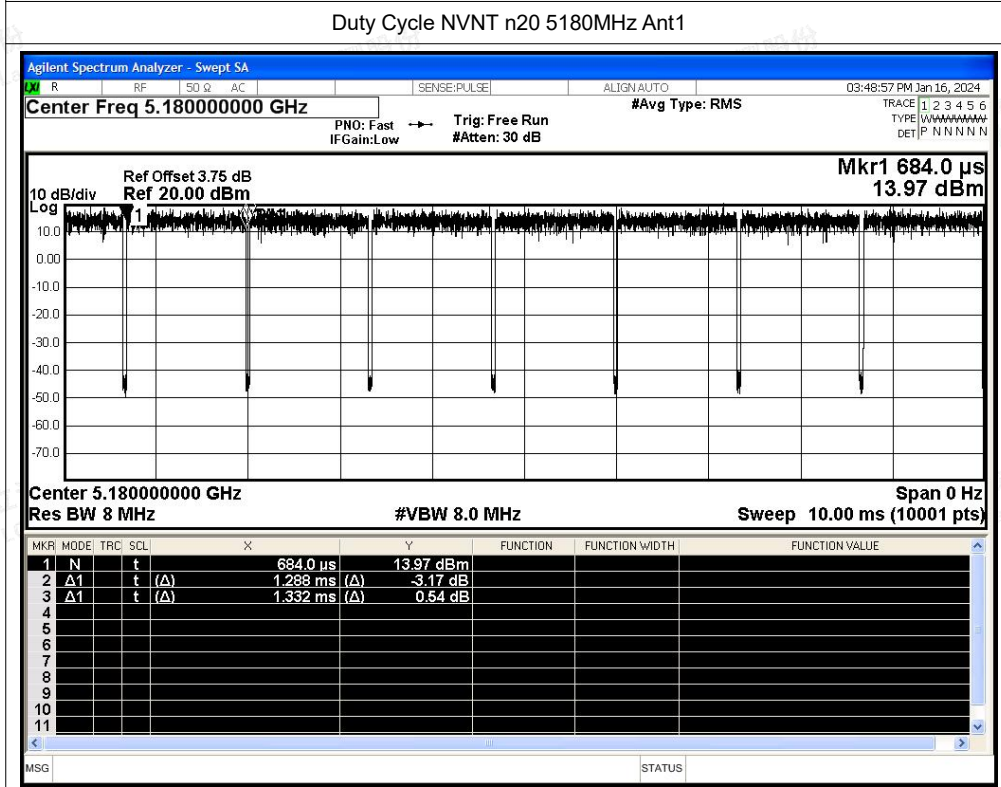 Duty Cycle NVNT n20 5180MHz Ant1
Agilent Spectrum Analyzer - Swept SA
LXI R RF 50 Ω AC SENSE:PULSE ALIGN AUTO 03:48:57 PM Jan 16, 2024
Center Freq 5.180000000 GHz #Avg Type: RMS TRACE 1 2 3 4 5 6
PNO: Fast Trig: Free Run TYPE
IFGain:Low #Atten: 30 dB DET P N N N N N
Mkr1 684.0 µs
Ref Offset 3.75 dB
10 dB/div Ref 20.00 dBm 13.97 dBm
Log
1
10.0
0.00
-10.0
-20.0
-30.0
-40.0
-50.0
-60.0
-70.0
Center 5.180000000 GHz Span 0 Hz
Res BW 8 MHz #VBW 8.0 MHz Sweep 10.00 ms (10001 pts)
MKR MODE TRC SCL X Y FUNCTION FUNCTION WIDTH FUNCTION VALUE
1 N t 684.0 µs 13.97 dBm
2 Δ1 t (Δ) 1.288 ms (Δ) -3.17 dB
3 Δ1 t (Δ) 1.332 ms (Δ) 0.54 dB
4
5
6
7
8
9
10
11
MSG STATUS